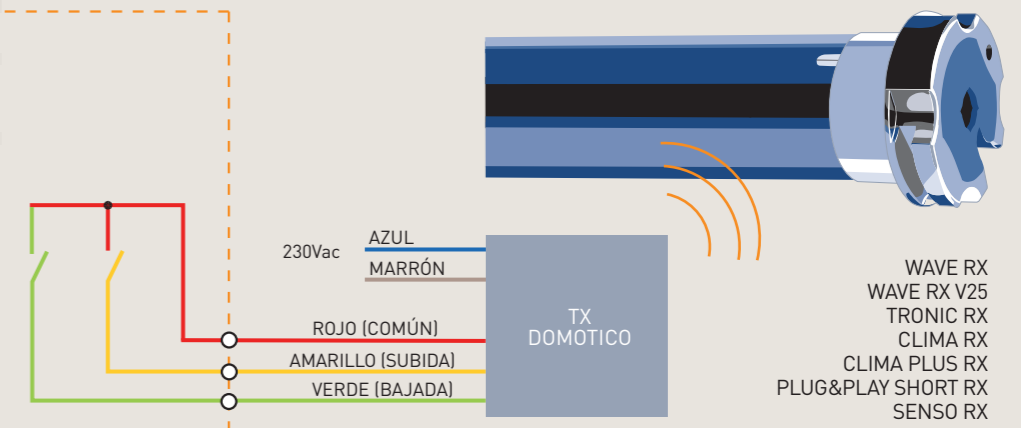 230Vac
AZUL
MARRÓN
ROJO (COMÚN)
AMARILLO (SUBIDA)
VERDE (BAJADA)
TX
DOMOTICO
WAVE RX
WAVE RX V25
TRONIC RX
CLIMA RX
CLIMA PLUS RX
PLUG&PLAY SHORT RX
SENSO RX